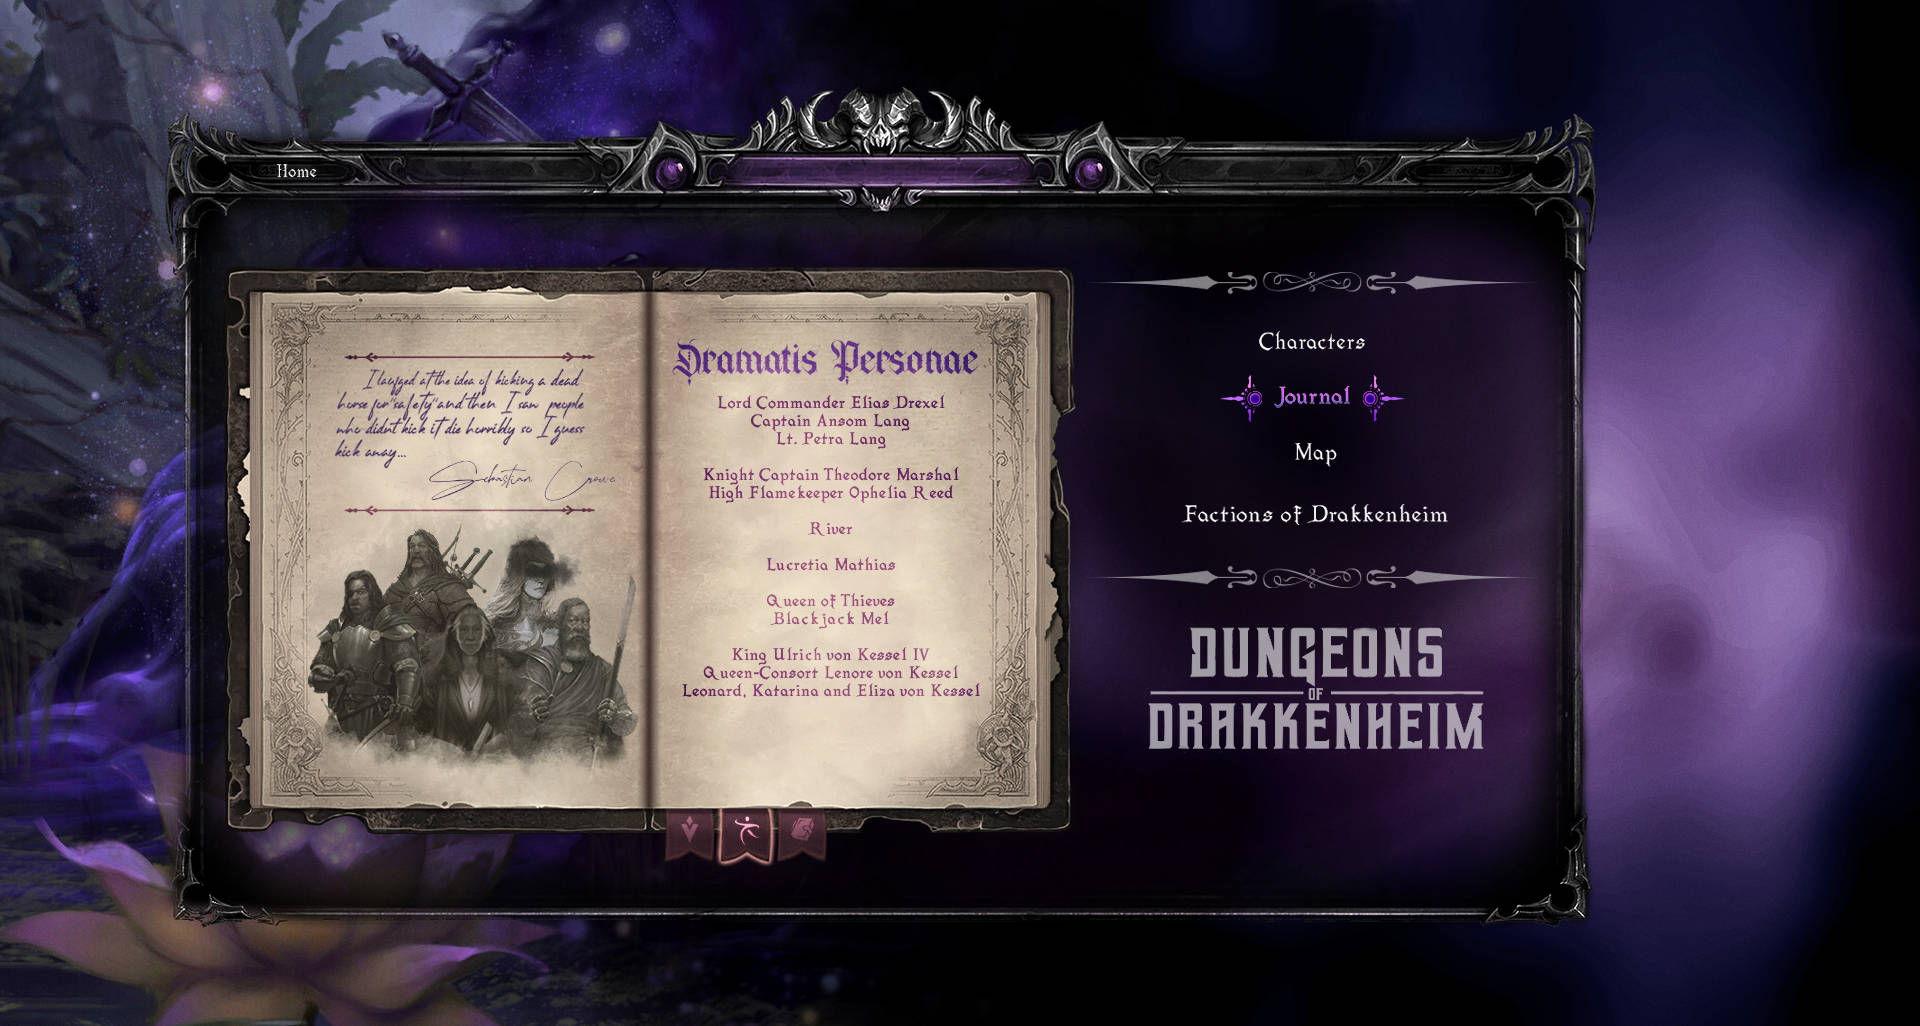 Home
I lauged at the idea of kicking a dead
horse for "safety" and then I saw people
who didnt kick it die horribly so I guess
kick away...
Sebastian Crowe
Dramatis Personae
Lord Commander Elias Drexel
Captain Ansom Lang
Lt. Petra Lang
Knight Captain Theodore Marshal
High Flamekeeper Ophelia Reed
River
Lucretia Mathias
Queen of Thieves
Blackjack Mel
King Ulrich von Kessel IV
Queen-Consort Lenore von Kessel
Leonard, Katarina and Eliza von Kessel
Characters
Journal
Map
Factions of Drakkenheim
DUNGEONS
OF
DRAKKENHEIM